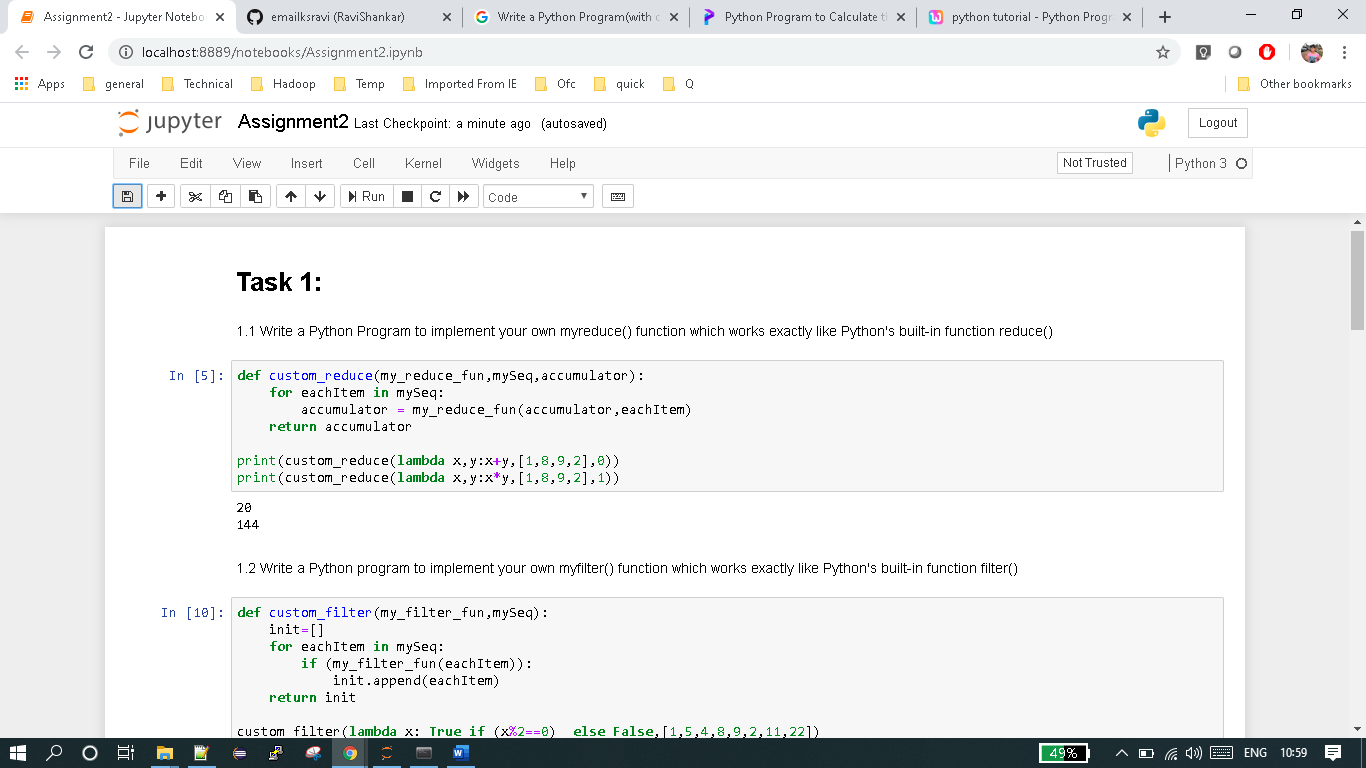 Assignment2 - Jupyter Notebo
emailksravi (RaviShankar)
Write a Python Program(with c
Python Program to Calculate th
python tutorial - Python Progr
localhost:8889/notebooks/Assignment2.ipynb
Apps general Technical Hadoop Temp Imported From IE Ofc quick Q Other bookmarks
jupyter Assignment2 Last Checkpoint: a minute ago (autosaved) Logout
File Edit View Insert Cell Kernel Widgets Help Not Trusted Python 3
Run Code
Task 1:
1.1 Write a Python Program to implement your own myreduce() function which works exactly like Python's built-in function reduce()
In [5]: def custom_reduce(my_reduce_fun,mySeq,accumulator):
for eachItem in mySeq:
accumulator = my_reduce_fun(accumulator,eachItem)
return accumulator
print(custom_reduce(lambda x,y:x+y,[1,8,9,2],0))
print(custom_reduce(lambda x,y:x*y,[1,8,9,2],1))
20
144
1.2 Write a Python program to implement your own myfilter() function which works exactly like Python's built-in function filter()
In [10]: def custom_filter(my_filter_fun,mySeq):
init=[]
for eachItem in mySeq:
if (my_filter_fun(eachItem)):
init.append(eachItem)
return init
custom_filter(lambda x: True if (x%2==0) else False,[1,5,4,8,9,2,11,22])
49% ENG 10:59